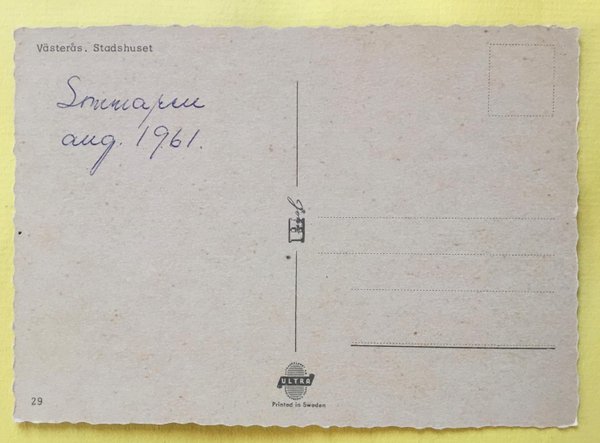 Västerås. Stadshuset
Sommaren
aug. 1961.
ULTRA
Printed in Sweden
29